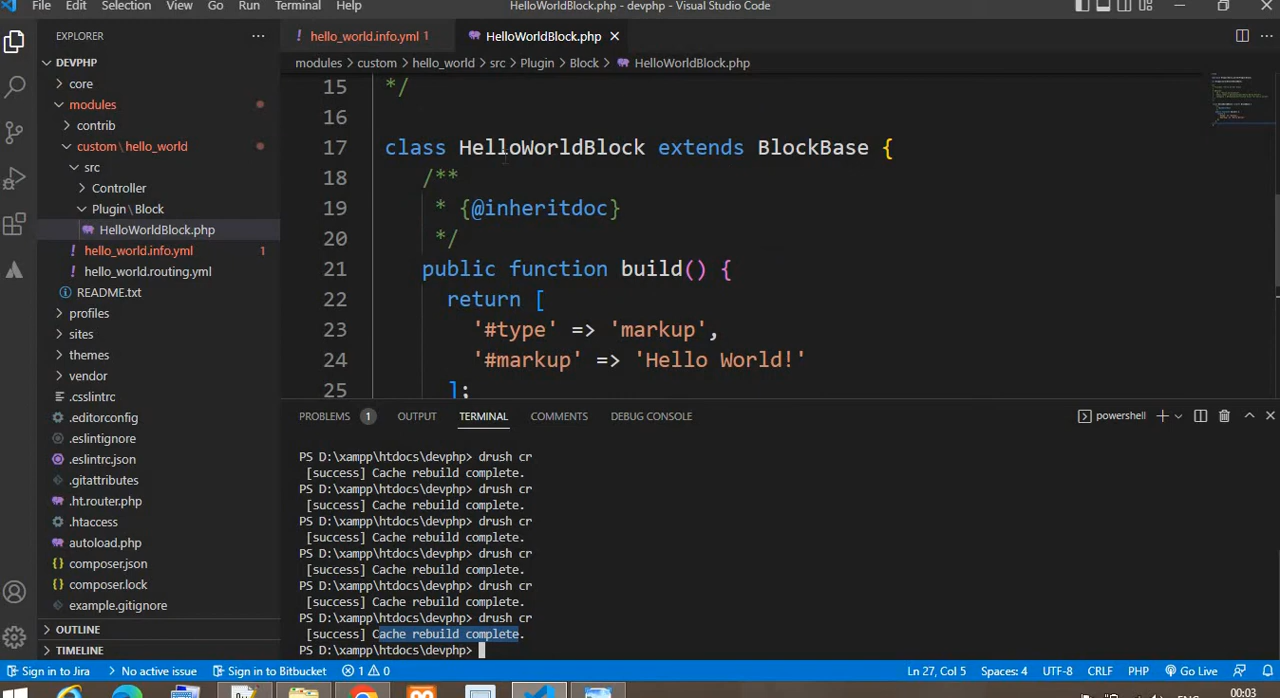 File Edit Selection View Go Run Terminal Help HelloWorldBlock.php - devphp - Visual Studio Code
EXPLORER ···
hello_world.info.yml 1 HelloWorldBlock.php
DEVPHP
modules > custom > hello_world > src > Plugin > Block > HelloWorldBlock.php
core
modules
contrib
custom \ hello_world
src
Controller
Plugin \ Block
HelloWorldBlock.php
hello_world.info.yml 1
hello_world.routing.yml
README.txt
profiles
sites
themes
vendor
.csslintrc
.editorconfig
.eslintignore
.eslintrc.json
.gitattributes
.ht.router.php
.htaccess
autoload.php
composer.json
composer.lock
example.gitignore
OUTLINE
TIMELINE
15 */
16
17 class HelloWorldBlock extends BlockBase {
18 /**
19 * {@inheritdoc}
20 */
21 public function build() {
22 return [
23 '#type' => 'markup',
24 '#markup' => 'Hello World!'
25 ];
PROBLEMS 1 OUTPUT TERMINAL COMMENTS DEBUG CONSOLE powershell
PS D:\xampp\htdocs\devphp> drush cr
[success] Cache rebuild complete.
PS D:\xampp\htdocs\devphp> drush cr
[success] Cache rebuild complete.
PS D:\xampp\htdocs\devphp> drush cr
[success] Cache rebuild complete.
PS D:\xampp\htdocs\devphp> drush cr
[success] Cache rebuild complete.
PS D:\xampp\htdocs\devphp> drush cr
[success] Cache rebuild complete.
PS D:\xampp\htdocs\devphp> drush cr
[success] Cache rebuild complete.
PS D:\xampp\htdocs\devphp>
Sign in to Jira No active issue Sign in to Bitbucket 1 0 Ln 27, Col 5 Spaces: 4 UTF-8 CRLF PHP Go Live
00:03